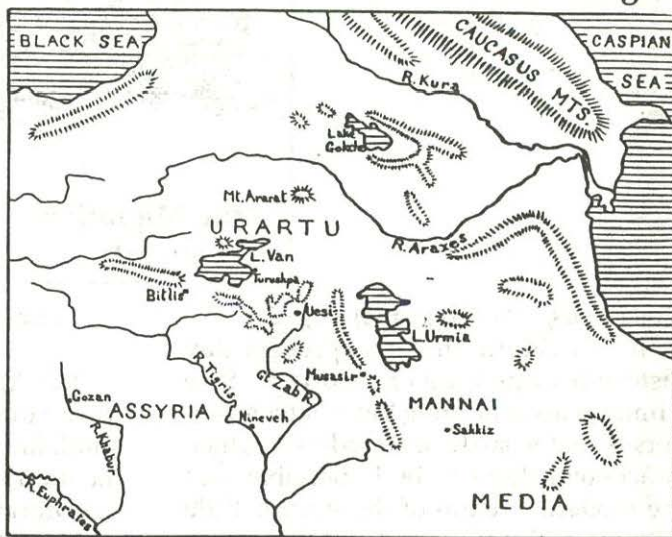 BLACK SEA
CAUCASUS MTS.
CASPIAN
SEA
R.Kura
Lake
Gokcha
Mt.Ararat
URARTU
R.Araxes
L.Van
Turushpa
Bitlis
Uesi
L.Urmia
Musasir
R.Tigris
Gt.Zab R.
MANNAI
Gozan
ASSYRIA
Nineveh
Sakkiz
R.Khabur
R.Euphrates
MEDIA